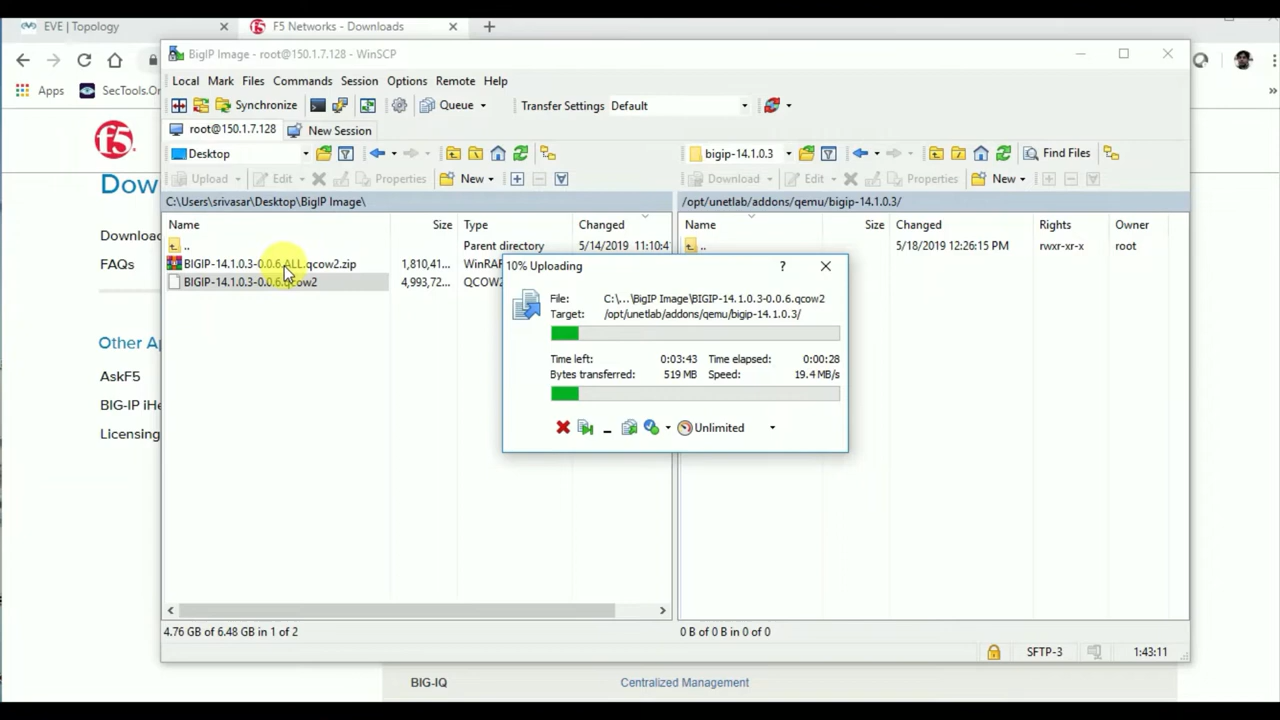 EVE | Topology
F5 Networks - Downloads
BigIP Image - root@150.1.7.128 - WinSCP
Apps
SecTools.Or
Local Mark Files Commands Session Options Remote Help
Synchronize
Queue
Transfer Settings Default
root@150.1.7.128
New Session
Desktop
bigip-14.1.0.3
Find Files
Upload
Edit
Properties
New
Download
Edit
Properties
New
C:\Users\srivasar\Desktop\BigIP Image\
/opt/unetlab/addons/qemu/bigip-14.1.0.3/
Name Size Type Changed
Name Size Changed Rights Owner
.. Parent directory 5/14/2019 11:10:4
.. 5/18/2019 12:26:15 PM rwxr-xr-x root
BIGIP-14.1.0.3-0.0.6.ALL.qcow2.zip 1,810,41... WinRAR
BIGIP-14.1.0.3-0.0.6.qcow2 4,993,72... QCOW2
10% Uploading
?
File: C:\...\BigIP Image\BIGIP-14.1.0.3-0.0.6.qcow2
Target: /opt/unetlab/addons/qemu/bigip-14.1.0.3/
Time left: 0:03:43 Time elapsed: 0:00:28
Bytes transferred: 519 MB Speed: 19.4 MB/s
Unlimited
4.76 GB of 6.48 GB in 1 of 2
0 B of 0 B in 0 of 0
SFTP-3
1:43:11
f5
Dow
Download
FAQs
Other Ap
AskF5
BIG-IP iHe
Licensing
BIG-IQ
Centralized Management